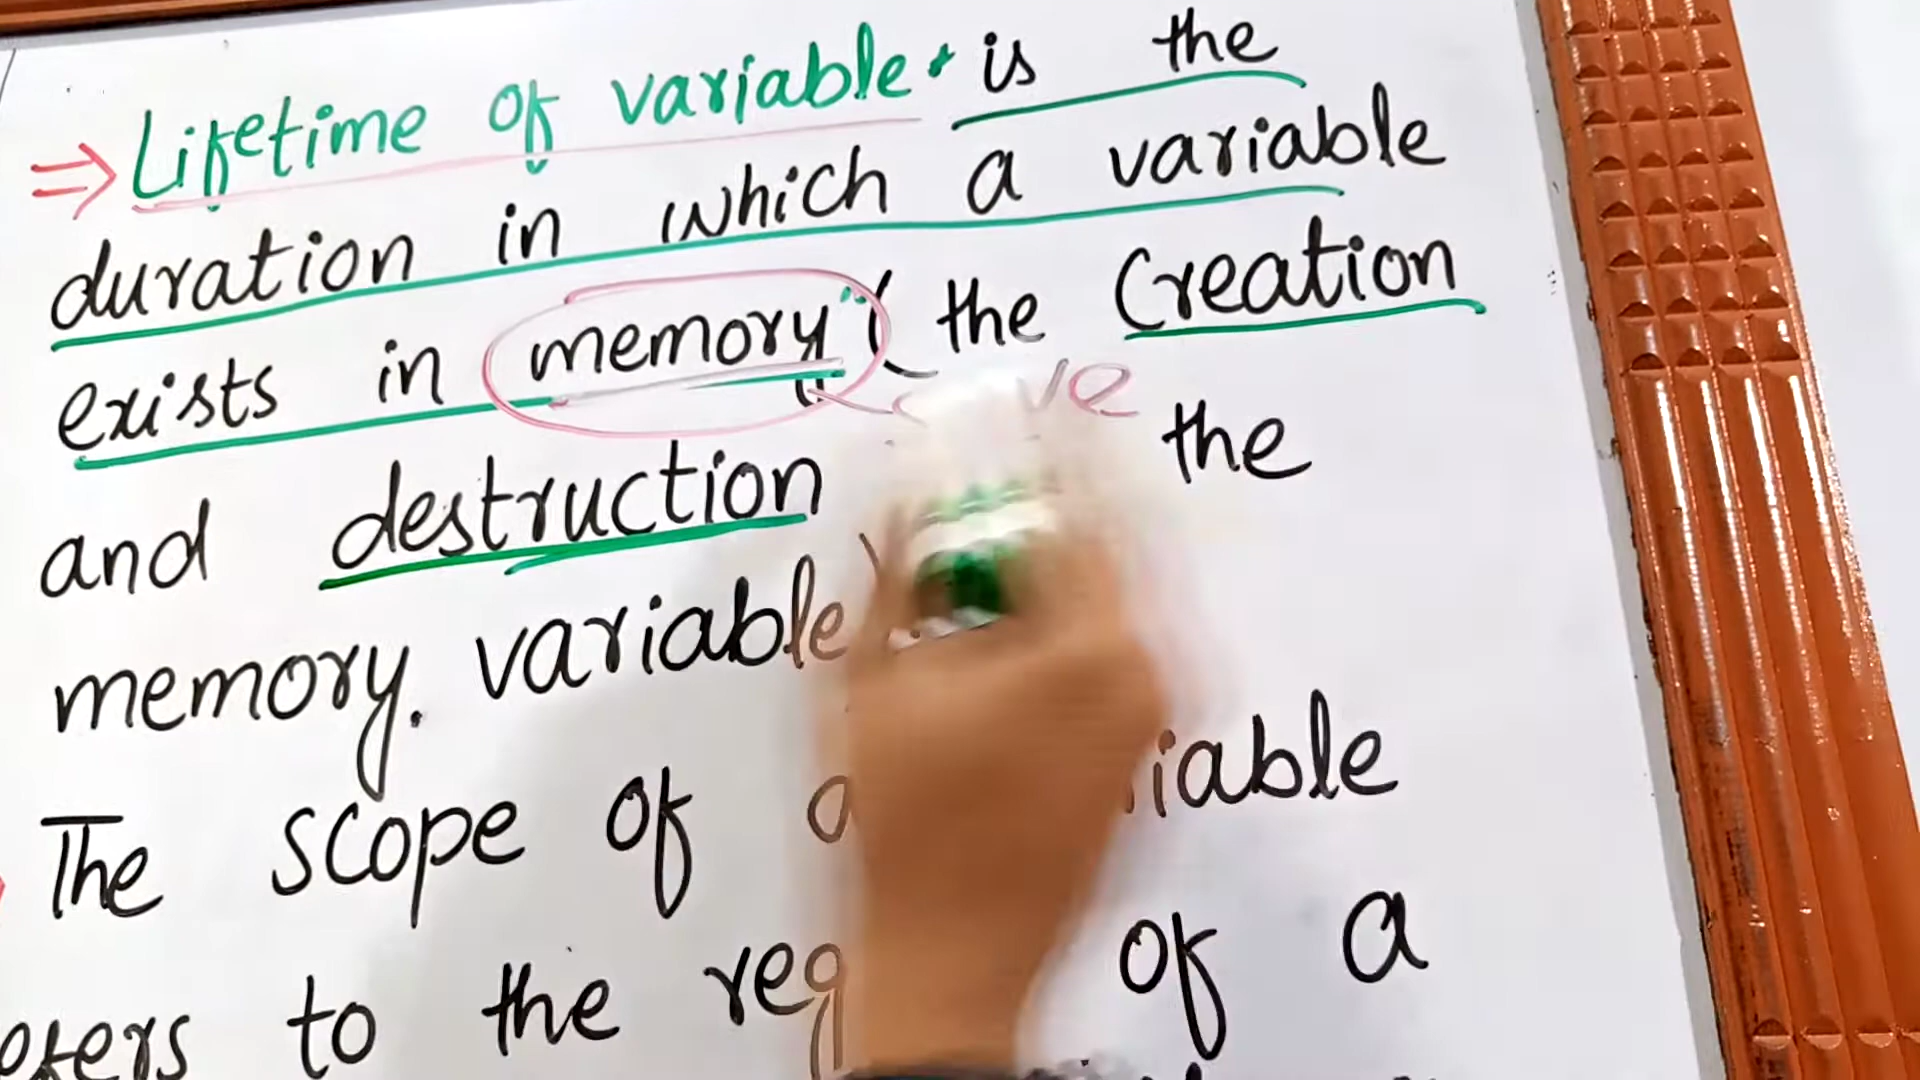 ⇒ Lifetime of variable is the
duration in which a variable
exists in "memory" ( the Creation
and destruction the
memory. variable)
The scope of a
to the of a